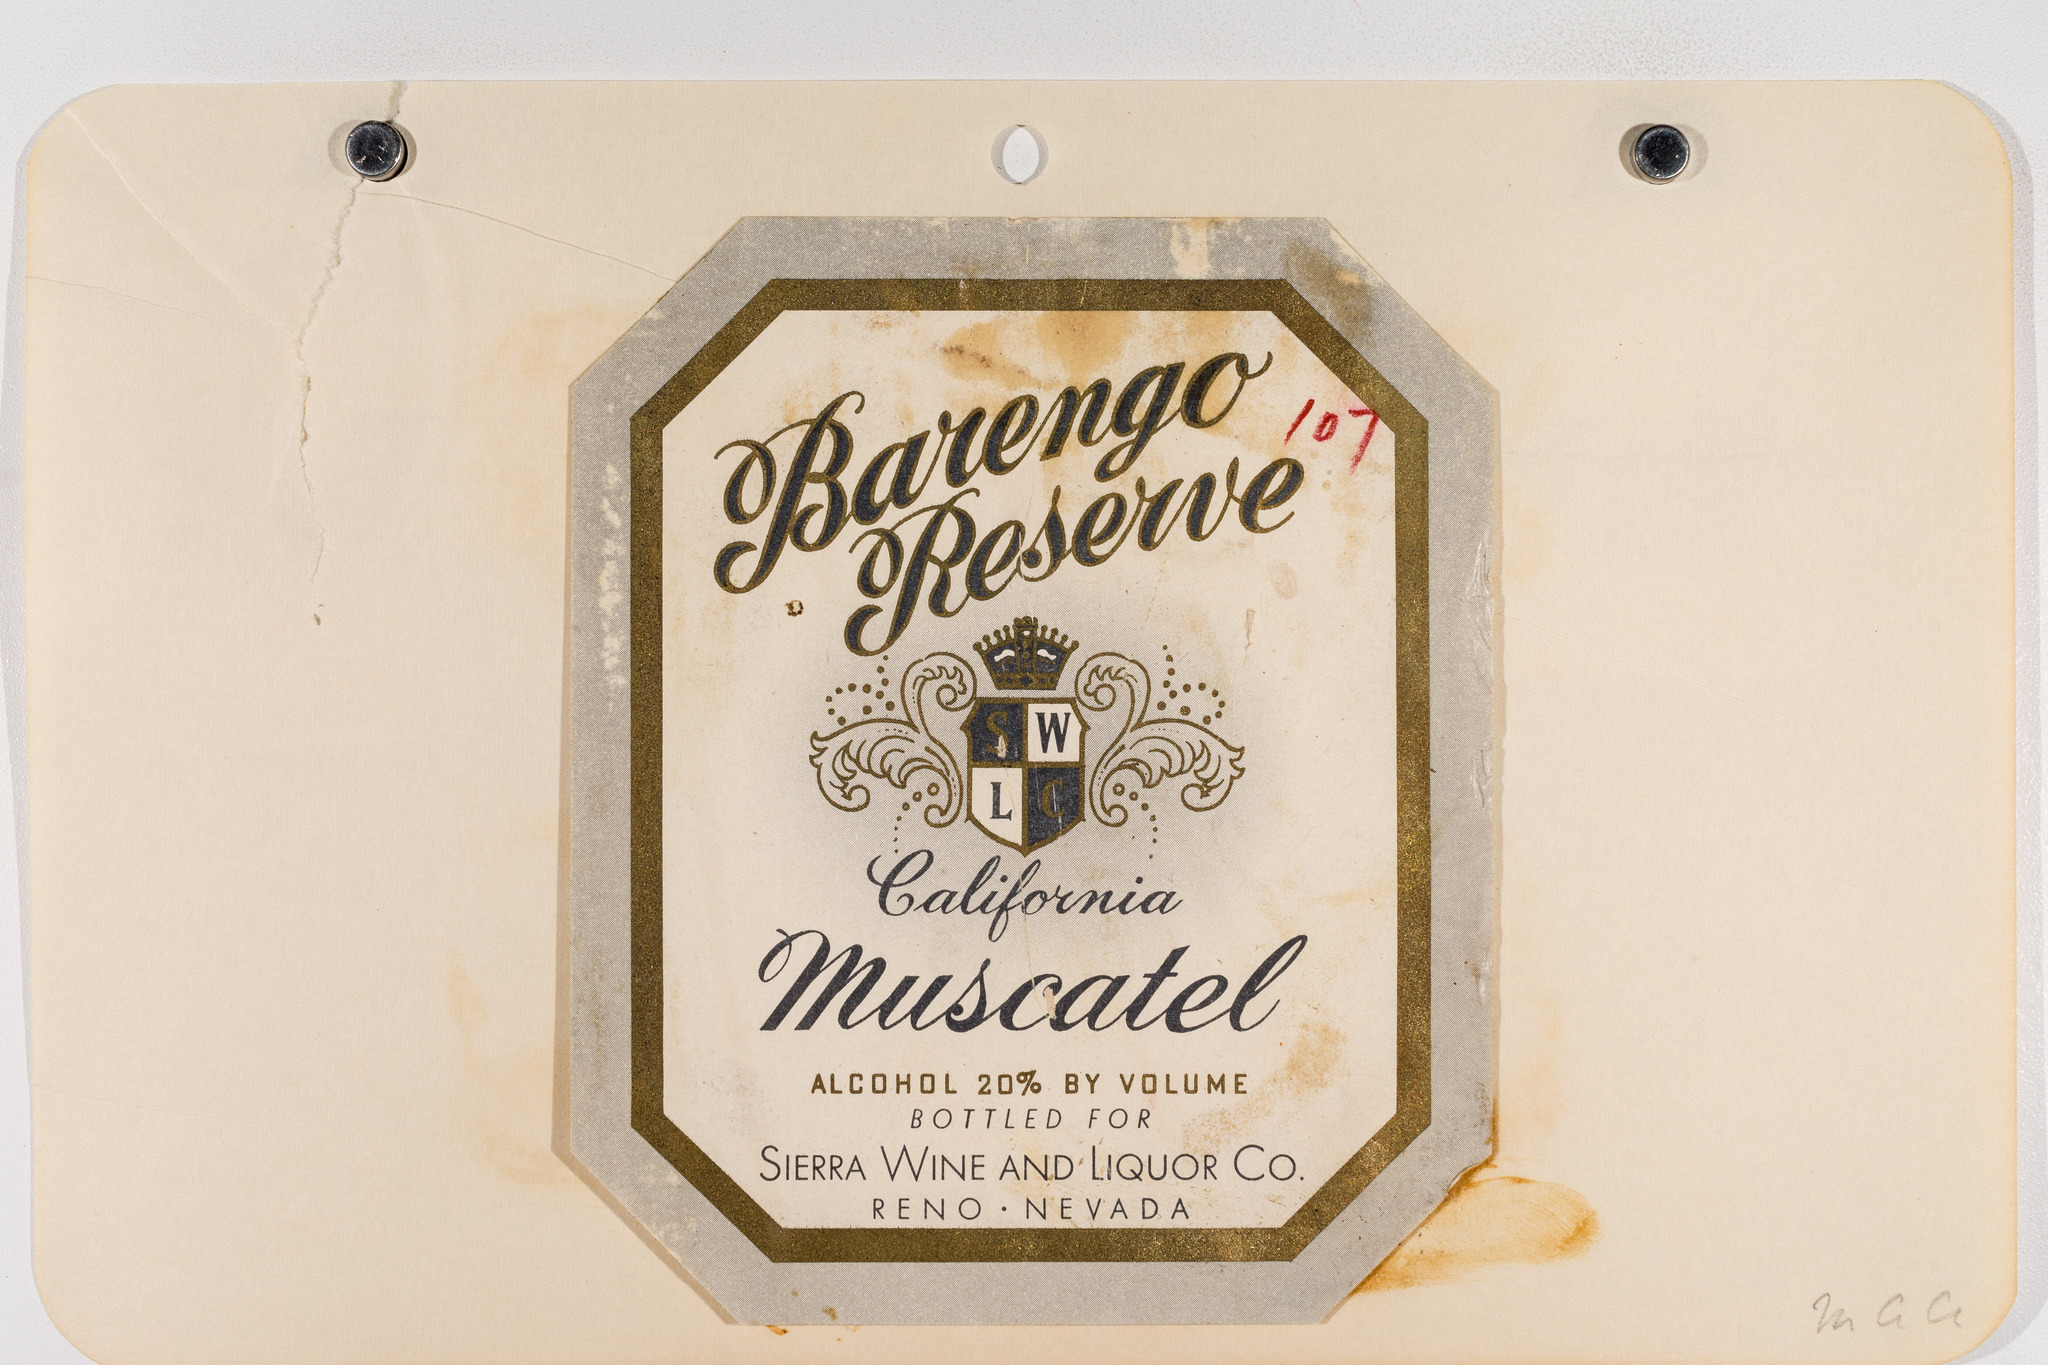 Barengo
107
Reserve
S W
L C
California
Muscatel
ALCOHOL 20% BY VOLUME
BOTTLED FOR
SIERRA WINE AND LIQUOR CO.
RENO · NEVADA